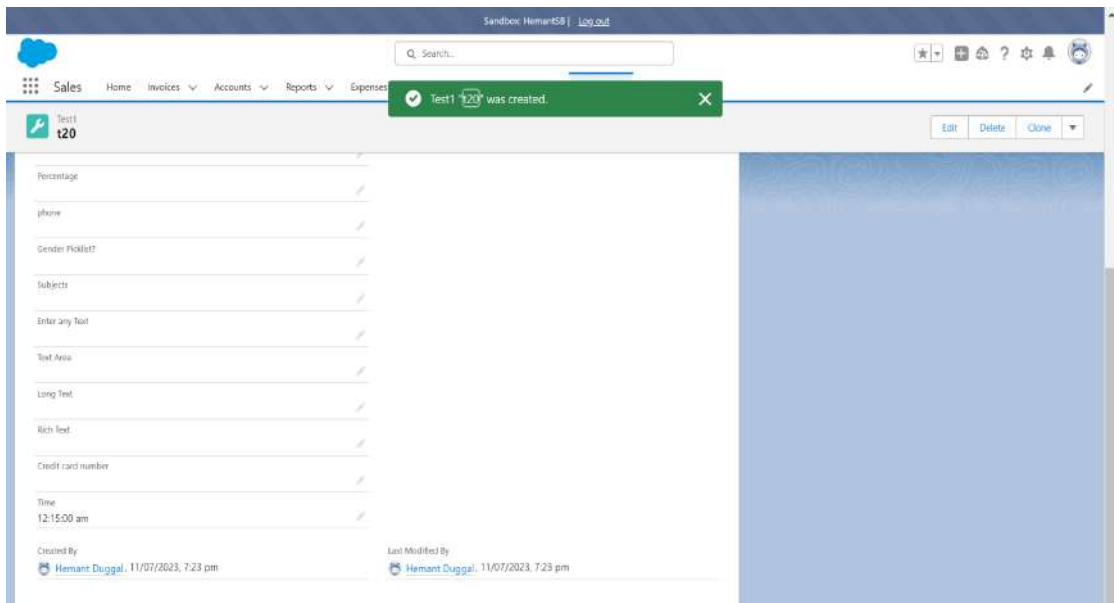 Sandbox: HemantSB | Log out
Search...
Sales Home Invoices Accounts Reports Expenses
Test1 "t20" was created.
Test1
t20
Edit Delete Clone
Percentage
phone
Gender Picklist?
Subjects
Enter any Text
Text Area
Long Text
Rich Text
Credit card number
Time
12:15:00 am
Created By Last Modified By
Hemant Duggal, 11/07/2023, 7:23 pm Hemant Duggal, 11/07/2023, 7:23 pm